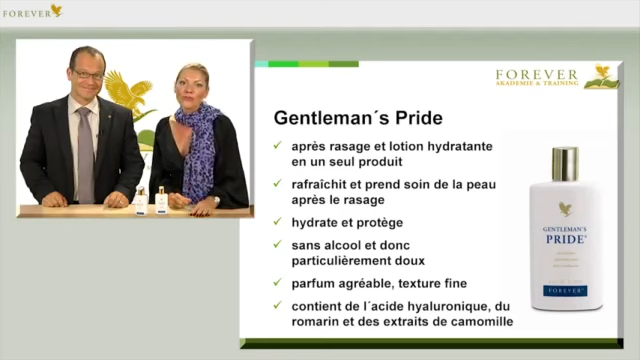 FOREVER
FOREVER
AKADEMIE & TRAINING
Gentleman´s Pride
après rasage et lotion hydratante
en un seul produit
rafraîchit et prend soin de la peau
après le rasage
hydrate et protège
sans alcool et donc
particulièrement doux
parfum agréable, texture fine
contient de l´acide hyaluronique, du
romarin et des extraits de camomille
GENTLEMAN'S
PRIDE
FOREVER